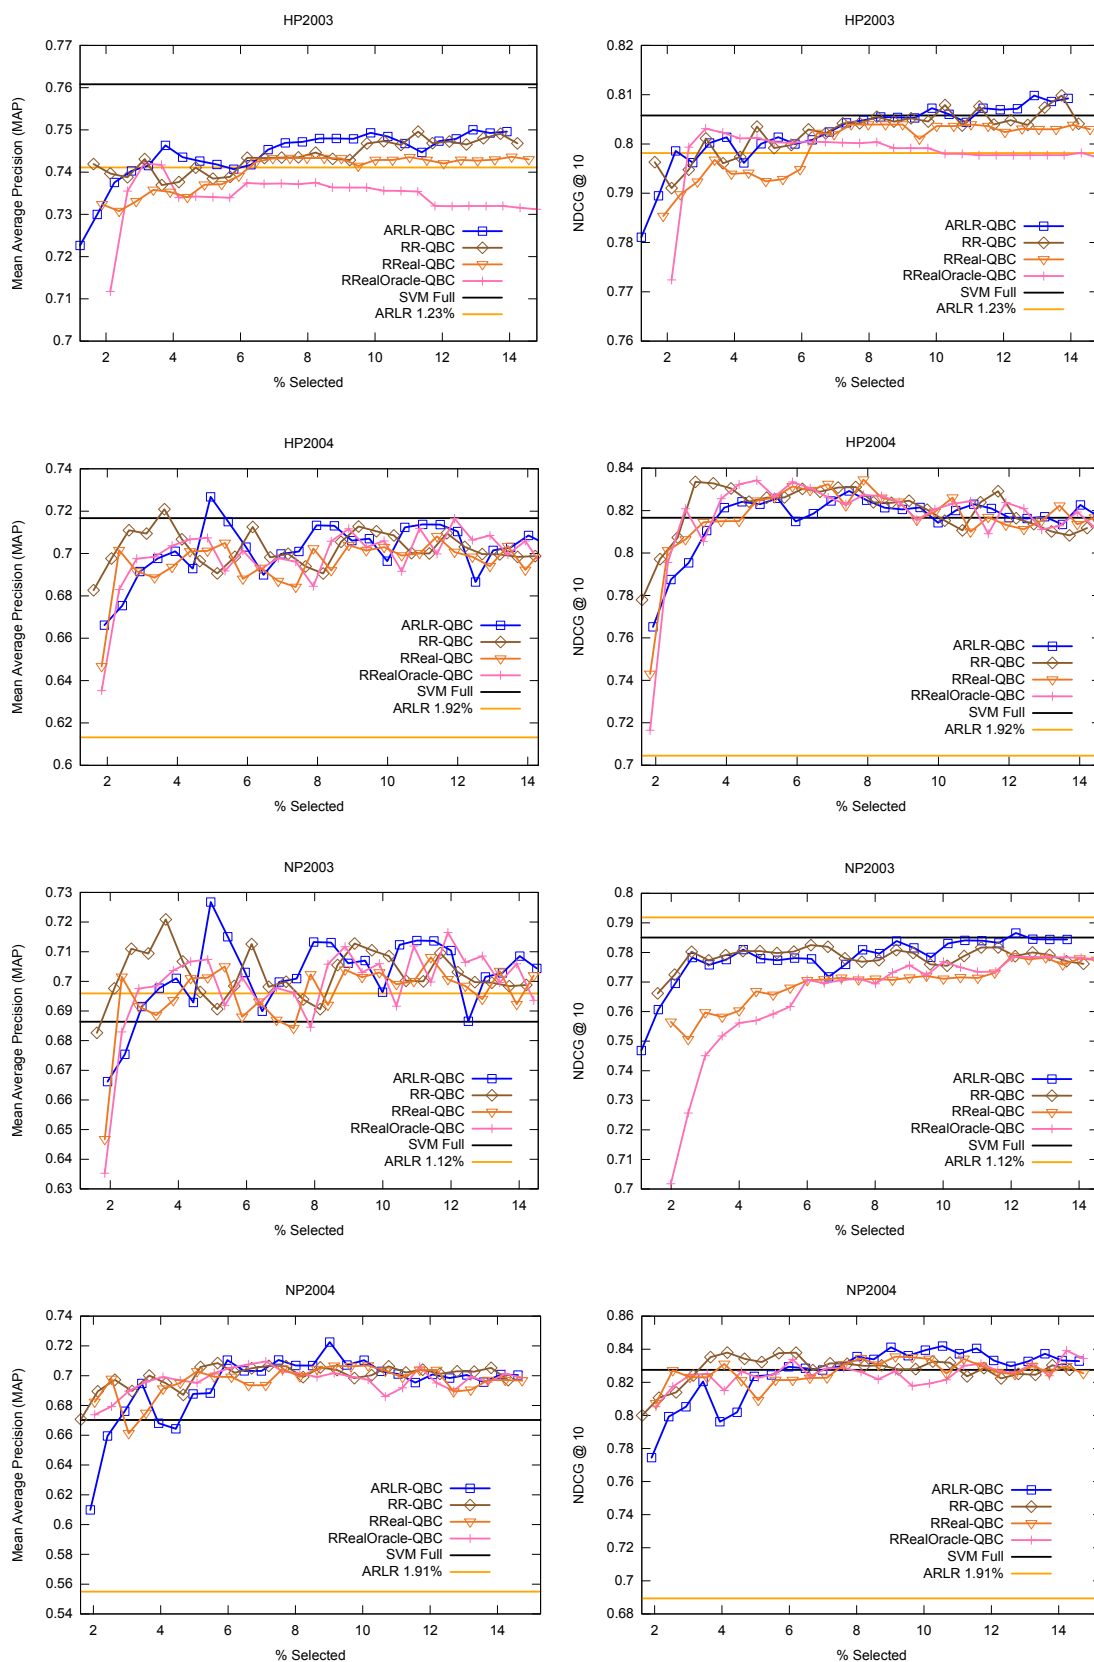 HP2003
0.77
0.76
0.75
0.74
0.73
0.72
0.71
0.7
Mean Average Precision (MAP)
ARLR-QBC
RR-QBC
RReal-QBC
RRealOracle-QBC
SVM Full
ARLR 1.23%
2 4 6 8 10 12 14
% Selected
HP2003
0.82
0.81
0.8
0.79
0.78
0.77
0.76
NDCG @ 10
ARLR-QBC
RR-QBC
RReal-QBC
RRealOracle-QBC
SVM Full
ARLR 1.23%
2 4 6 8 10 12 14
% Selected
HP2004
0.74
0.72
0.7
0.68
0.66
0.64
0.62
0.6
Mean Average Precision (MAP)
ARLR-QBC
RR-QBC
RReal-QBC
RRealOracle-QBC
SVM Full
ARLR 1.92%
2 4 6 8 10 12 14
% Selected
HP2004
0.84
0.82
0.8
0.78
0.76
0.74
0.72
0.7
NDCG @ 10
ARLR-QBC
RR-QBC
RReal-QBC
RRealOracle-QBC
SVM Full
ARLR 1.92%
2 4 6 8 10 12 14
% Selected
NP2003
0.73
0.72
0.71
0.7
0.69
0.68
0.67
0.66
0.65
0.64
0.63
Mean Average Precision (MAP)
ARLR-QBC
RR-QBC
RReal-QBC
RRealOracle-QBC
SVM Full
ARLR 1.12%
2 4 6 8 10 12 14
% Selected
NP2003
0.8
0.79
0.78
0.77
0.76
0.75
0.74
0.73
0.72
0.71
0.7
NDCG @ 10
ARLR-QBC
RR-QBC
RReal-QBC
RRealOracle-QBC
SVM Full
ARLR 1.12%
2 4 6 8 10 12 14
% Selected
NP2004
0.74
0.72
0.7
0.68
0.66
0.64
0.62
0.6
0.58
0.56
0.54
Mean Average Precision (MAP)
ARLR-QBC
RR-QBC
RReal-QBC
RRealOracle-QBC
SVM Full
ARLR 1.91%
2 4 6 8 10 12 14
% Selected
NP2004
0.86
0.84
0.82
0.8
0.78
0.76
0.74
0.72
0.7
0.68
NDCG @ 10
ARLR-QBC
RR-QBC
RReal-QBC
RRealOracle-QBC
SVM Full
ARLR 1.91%
2 4 6 8 10 12 14
% Selected